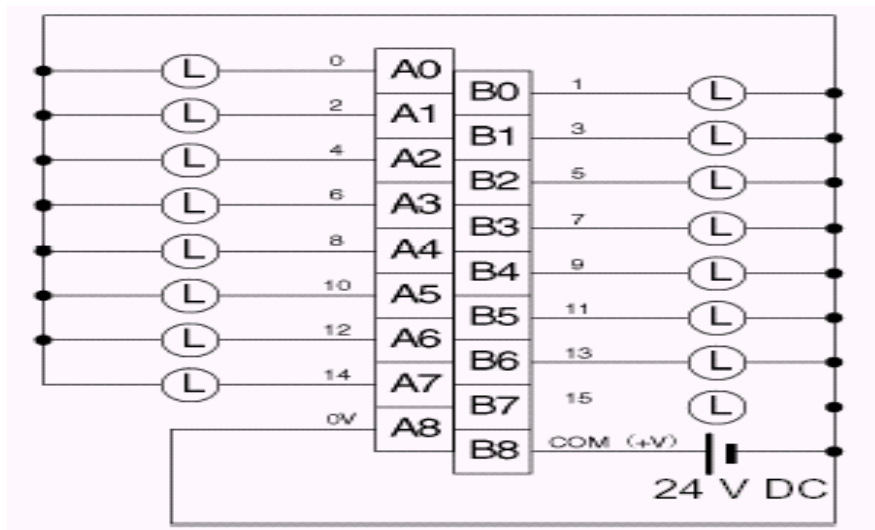 L 0 A0
B0 1 L
L 2 A1
B1 3 L
L 4 A2
B2 5 L
L 6 A3
B3 7 L
L 8 A4
B4 9 L
L 10 A5
B5 11 L
L 12 A6
B6 13 L
L 14 A7
B7 15 L
0V A8
B8 COM (+V)
24 V DC